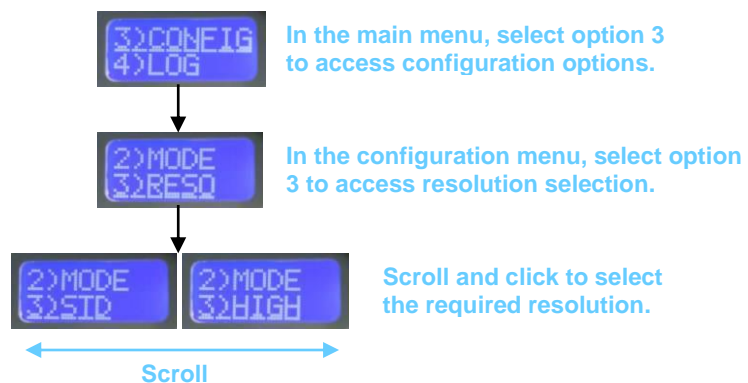 3)CONFIG
4)LOG
In the main menu, select option 3
to access configuration options.
2)MODE
3)RESO
In the configuration menu, select option
3 to access resolution selection.
2)MODE
3)STD
2)MODE
3)HIGH
Scroll and click to select
the required resolution.
Scroll